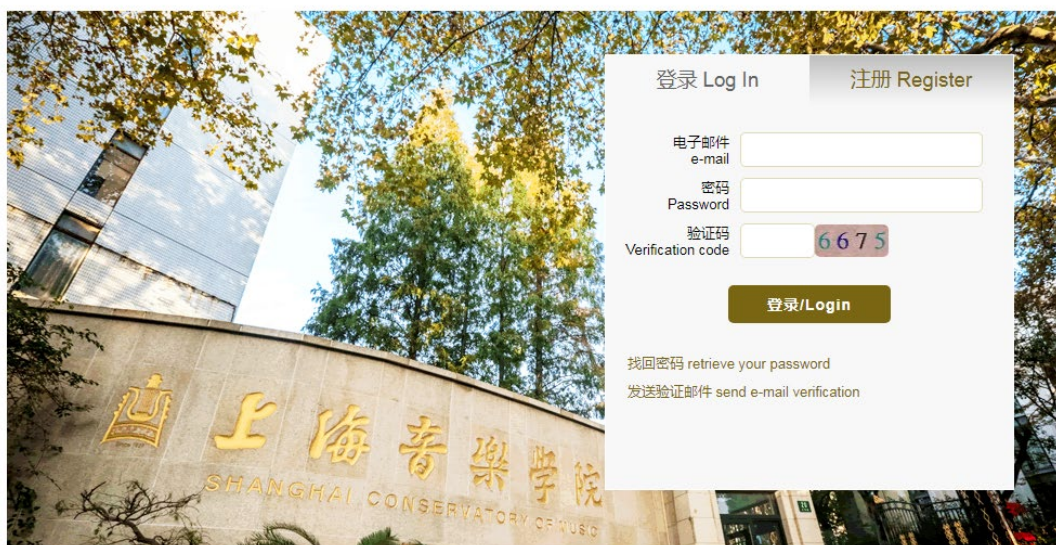 登录 Log In
注册 Register
电子邮件
e-mail
密码
Password
验证码
Verification code
6675
登录/Login
找回密码 retrieve your password
发送验证邮件 send e-mail verification
上海音樂学院
SHANGHAI CONSERVATORY OF MUSIC